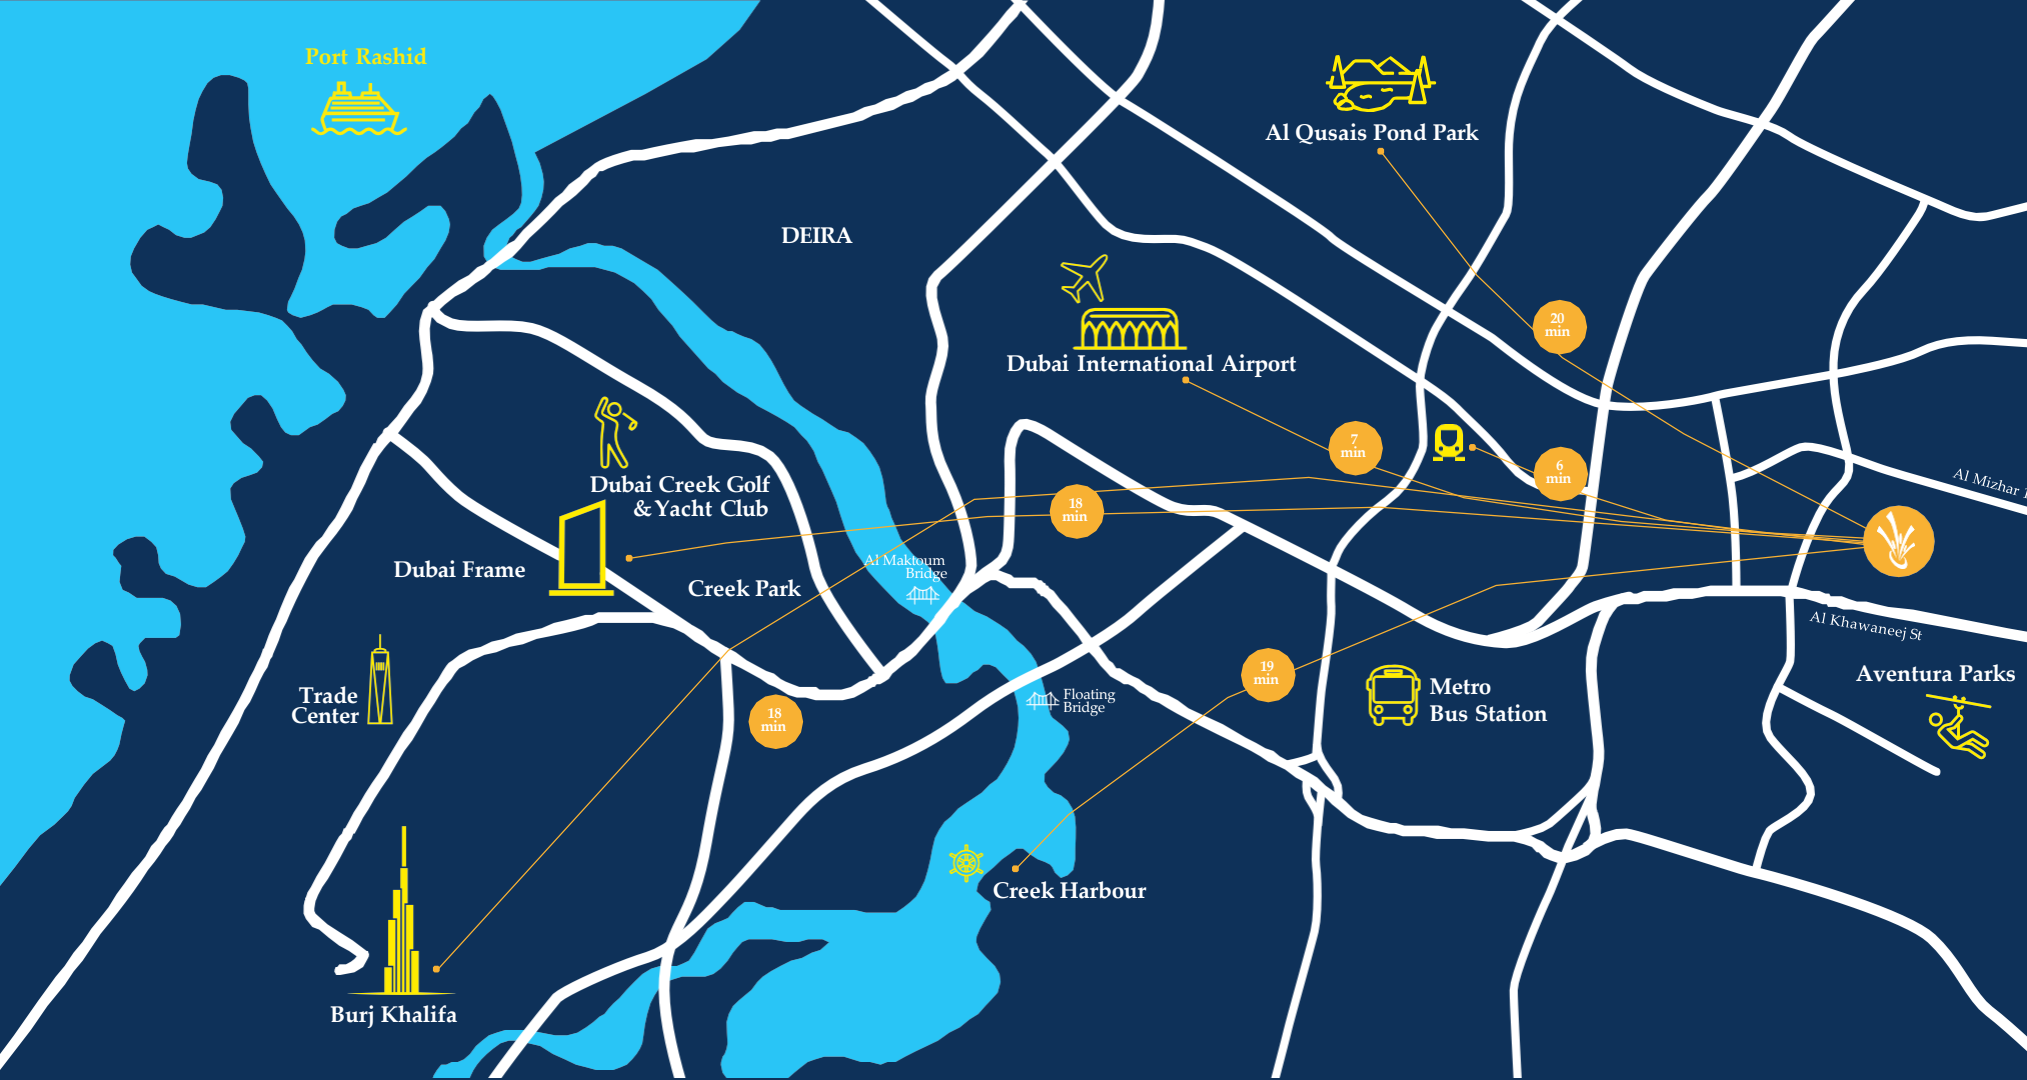 Port Rashid
Al Qusais Pond Park
DEIRA
20
min
Dubai International Airport
7
min
6
min
Al Mizhar
Dubai Creek Golf
& Yacht Club
18
min
Al Maktoum
Bridge
Dubai Frame
Creek Park
Al Khawaneej St
Aventura Parks
19
min
Metro
Bus Station
Trade
Center
Floating
Bridge
18
min
Creek Harbour
Burj Khalifa